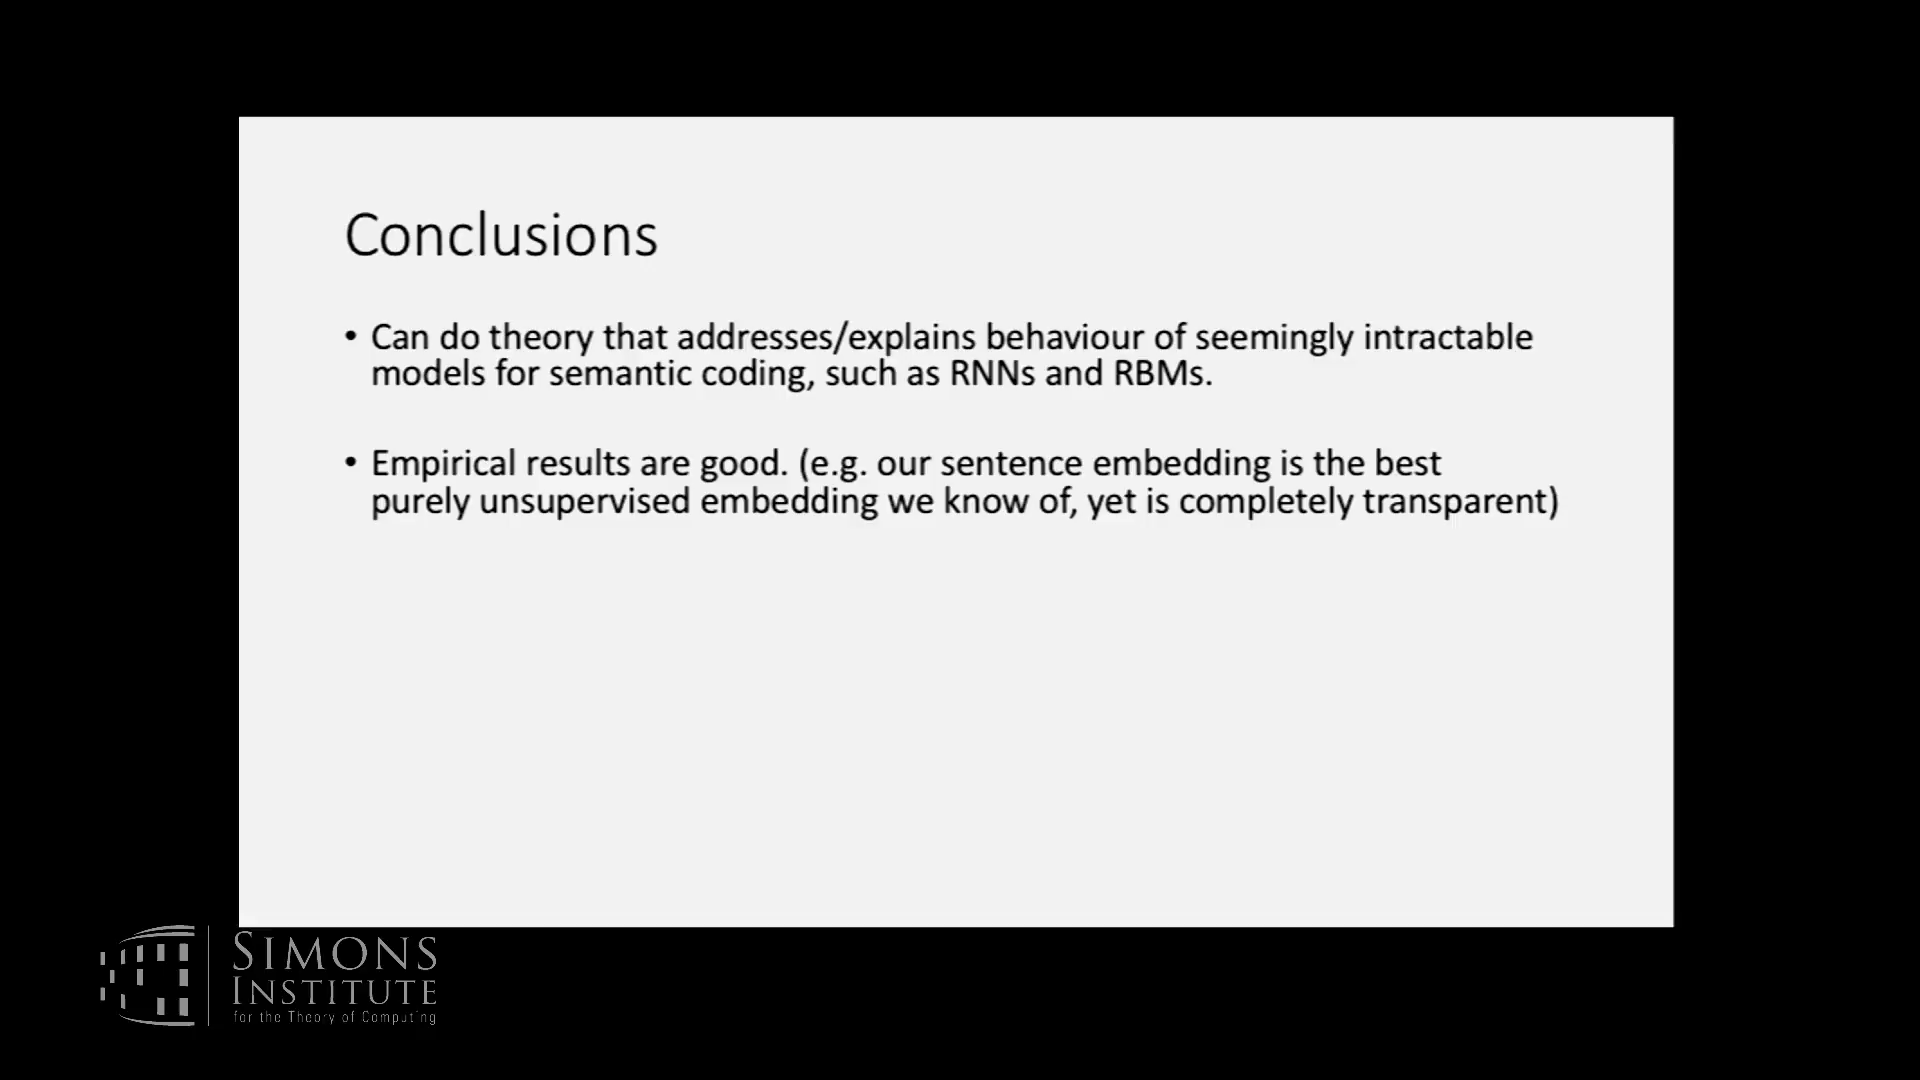 Conclusions
• Can do theory that addresses/explains behaviour of seemingly intractable
models for semantic coding, such as RNNs and RBMs.
• Empirical results are good. (e.g. our sentence embedding is the best
purely unsupervised embedding we know of, yet is completely transparent)
SIMONS
INSTITUTE
for the Theory of Computing